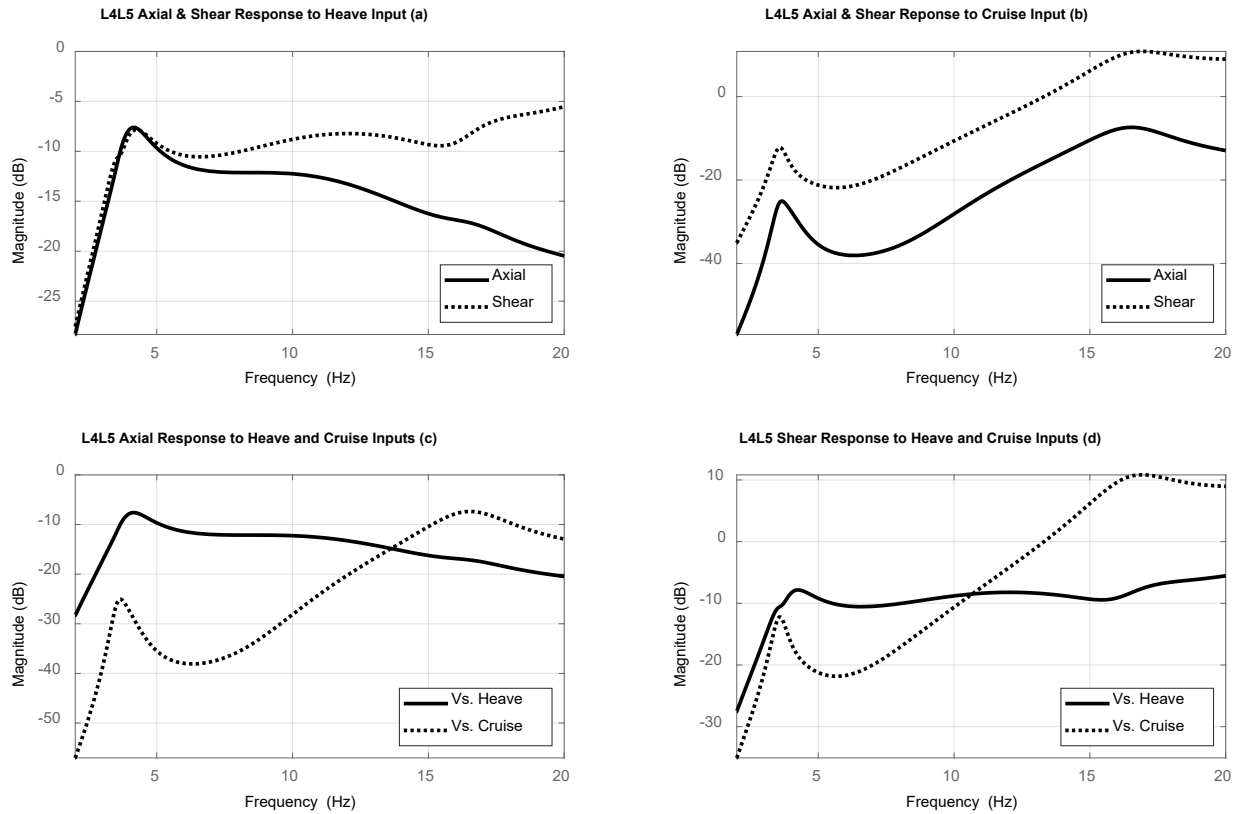 L4L5 Axial & Shear Response to Heave Input (a)
0
-5
-10
-15
-20
-25
Magnitude (dB)
Axial
Shear
5
10
15
20
Frequency (Hz)
L4L5 Axial & Shear Reponse to Cruise Input (b)
0
-20
-40
Magnitude (dB)
Axial
Shear
5
10
15
20
Frequency (Hz)
L4L5 Axial Response to Heave and Cruise Inputs (c)
0
-10
-20
-30
-40
-50
Magnitude (dB)
Vs. Heave
Vs. Cruise
5
10
15
20
Frequency (Hz)
L4L5 Shear Response to Heave and Cruise Inputs (d)
10
0
-10
-20
-30
Magnitude (dB)
Vs. Heave
Vs. Cruise
5
10
15
20
Frequency (Hz)